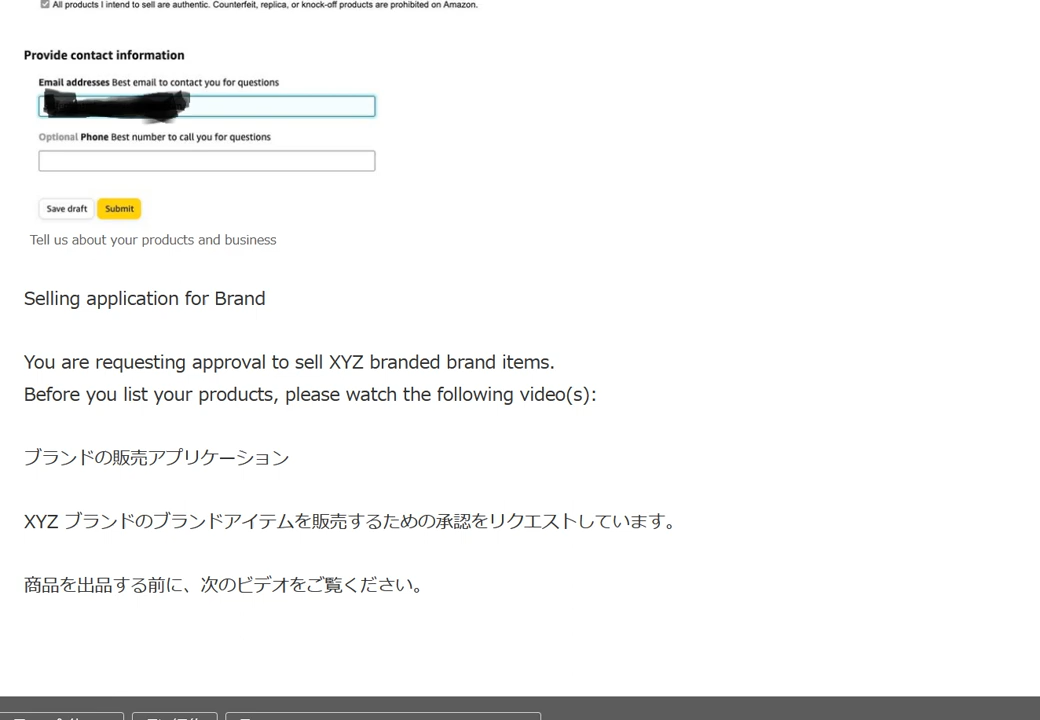 All products I intend to sell are authentic. Counterfeit, replica, or knock-off products are prohibited on Amazon.
Provide contact information
Email addresses Best email to contact you for questions
Optional Phone Best number to call you for questions
Save draft Submit
Tell us about your products and business
Selling application for Brand
You are requesting approval to sell XYZ branded brand items.
Before you list your products, please watch the following video(s):
ブランドの販売アプリケーション
XYZ ブランドのブランドアイテムを販売するための承認をリクエストしています。
商品を出品する前に、次のビデオをご覧ください。